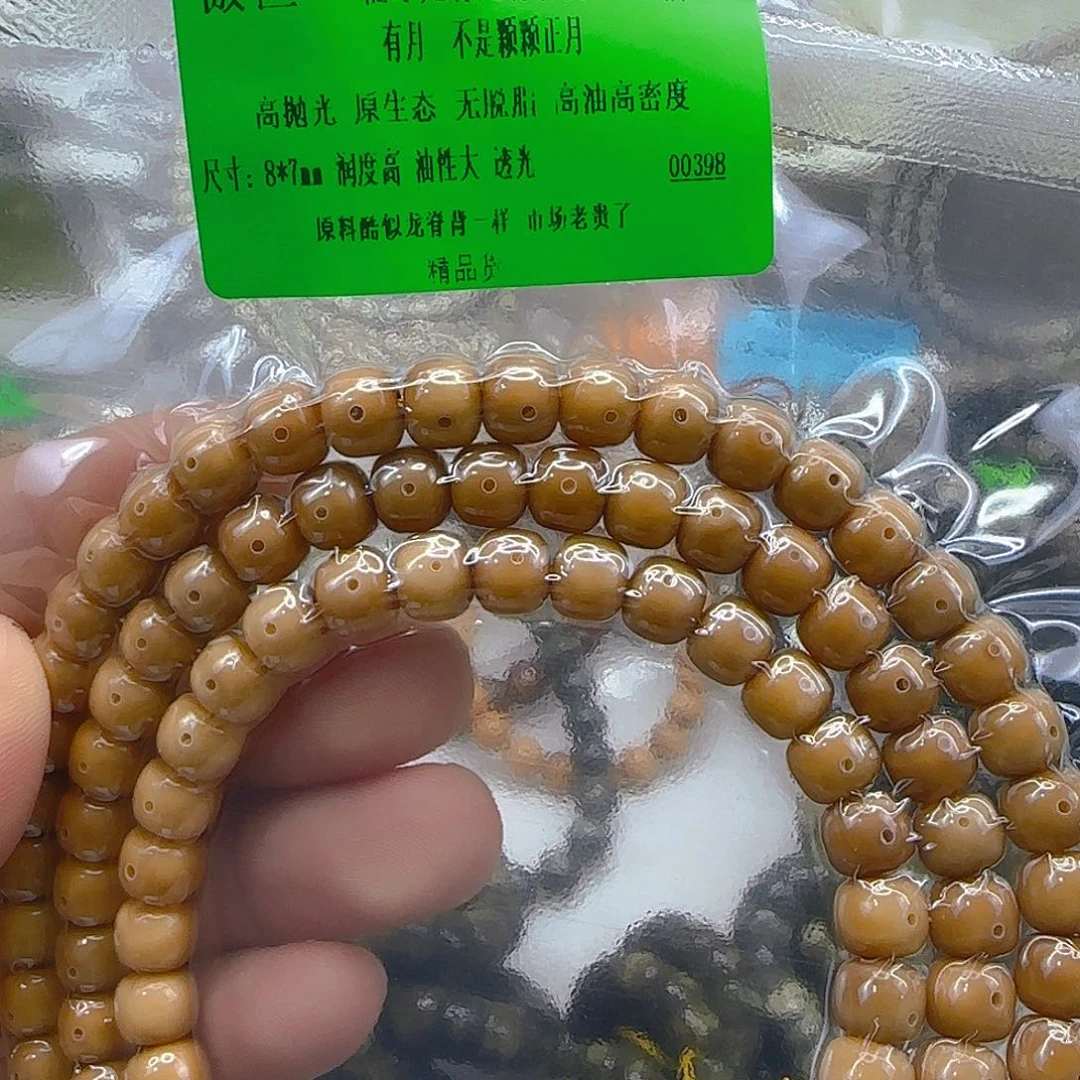 有月 不是颗颗正月
高抛光 原生态 无脱脂 高油高密度
尺寸：8*7mm 润度高 油性大 透光 00398
原料酷似龙脊背一样 市场老贵了
精品货